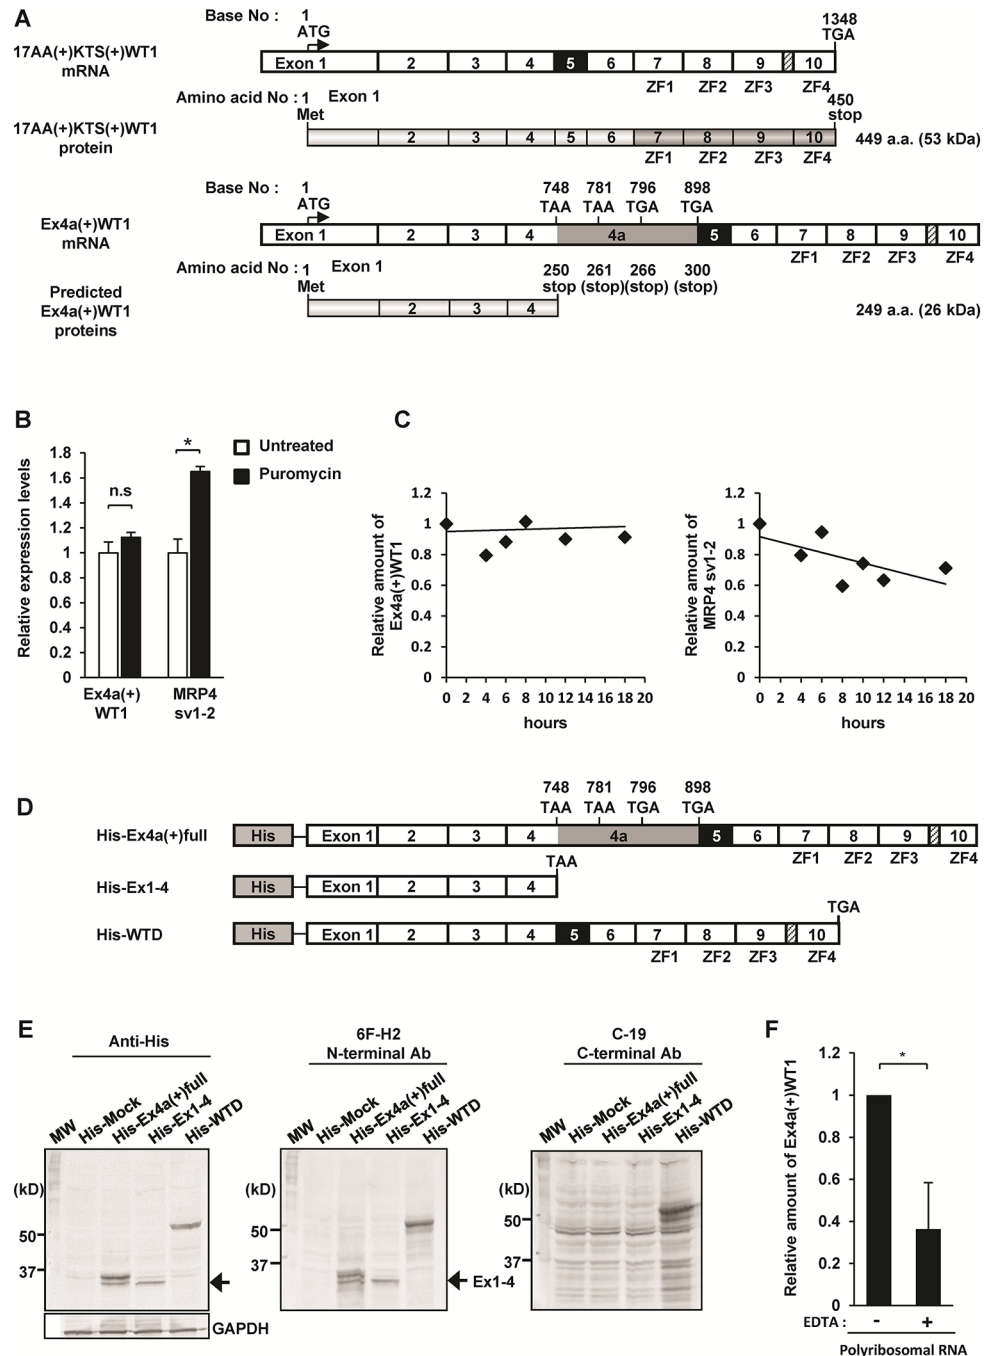 A
Base No : 1
ATG
1348
TGA
17AA(+)KTS(+)WT1
mRNA
Exon 1 2 3 4 5 6 7 8 9 10
ZF1 ZF2 ZF3 ZF4
Amino acid No : 1 Exon 1
Met
450
stop
17AA(+)KTS(+)WT1
protein
2 3 4 5 6 7 8 9 10
449 a.a. (53 kDa)
ZF1 ZF2 ZF3 ZF4
Base No : 1
ATG
748 781 796 898
TAA TAA TGA TGA
Ex4a(+)WT1
mRNA
Exon 1 2 3 4 4a 5 6 7 8 9 10
ZF1 ZF2 ZF3 ZF4
Amino acid No : 1 Exon 1
Met
250 261 266 300
stop (stop)(stop) (stop)
Predicted
Ex4a(+)WT1
proteins
2 3 4
249 a.a. (26 kDa)
B
Relative expression levels
1.8
1.6
1.4
1.2
1
0.8
0.6
0.4
0.2
0
n.s
*
Untreated
Puromycin
Ex4a(+)
WT1
MRP4
sv1-2
C
Relative amount of
Ex4a(+)WT1
1.2
1
0.8
0.6
0.4
0.2
0
0 2 4 6 8 10 12 14 16 18 20
hours
Relative amount of
MRP4 sv1-2
1.2
1
0.8
0.6
0.4
0.2
0
0 2 4 6 8 10 12 14 16 18 20
hours
D
748 781 796 898
TAA TAA TGA TGA
His-Ex4a(+)full
His Exon 1 2 3 4 4a 5 6 7 8 9 10
ZF1 ZF2 ZF3 ZF4
TAA
His-Ex1-4
His Exon 1 2 3 4
TGA
His-WTD
His Exon 1 2 3 4 5 6 7 8 9 10
ZF1 ZF2 ZF3 ZF4
E
Anti-His
MW His-Mock His-Ex4a(+)full His-Ex1-4 His-WTD
(kD)
50
37
GAPDH
6F-H2
N-terminal Ab
MW His-Mock His-Ex4a(+)full His-Ex1-4 His-WTD
(kD)
50
37
Ex1-4
C-19
C-terminal Ab
MW His-Mock His-Ex4a(+)full His-Ex1-4 His-WTD
(kD)
50
37
F
Relative amount of Ex4a(+)WT1
1.2
1
0.8
0.6
0.4
0.2
0
*
EDTA : - +
Polyribosomal RNA